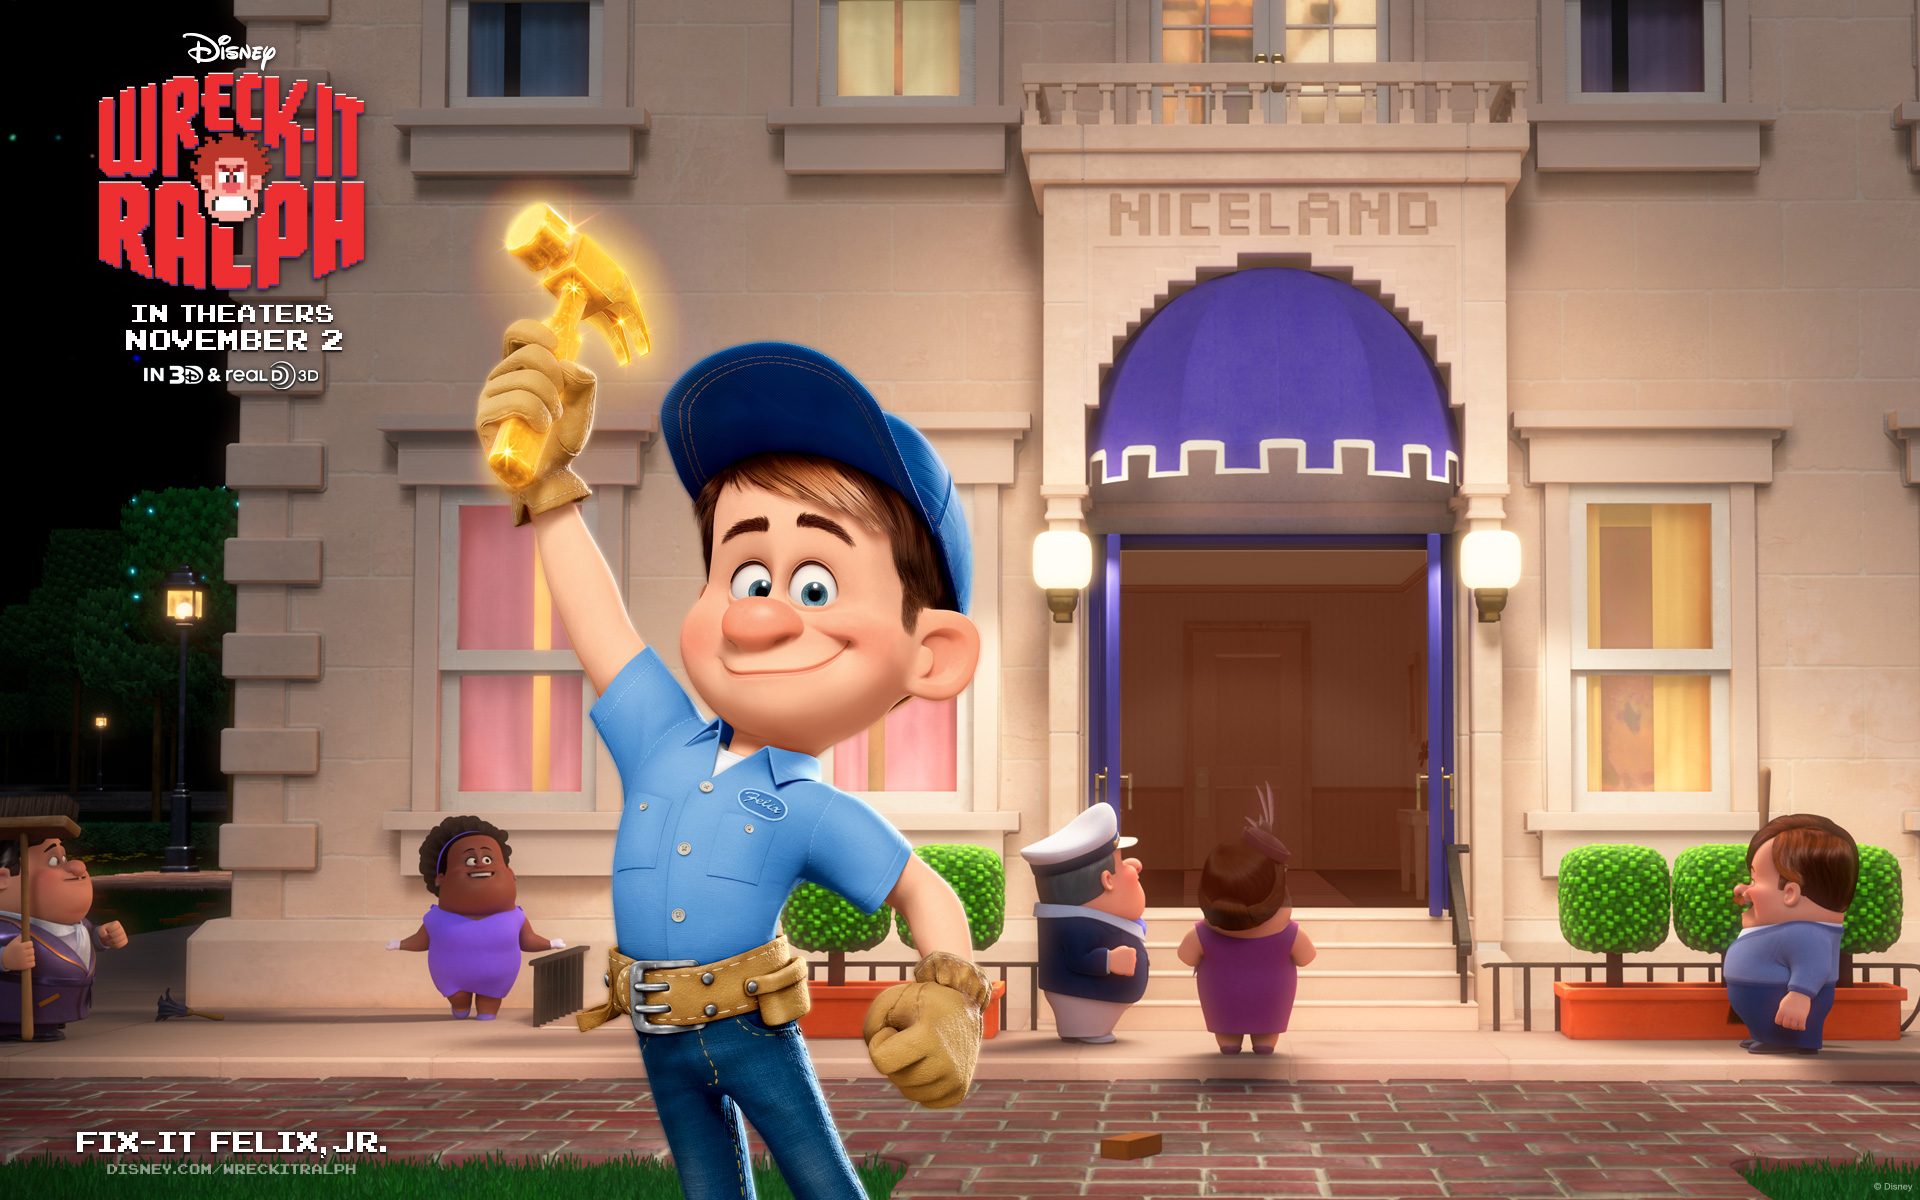 Disney
WRECK-IT
RALPH
IN THEATERS
NOVEMBER 2
IN 3D & REAL D 3D
NICELAND
Felix
FIX-IT FELIX, JR.
DISNEY.COM/WRECKITRALPH
© Disney